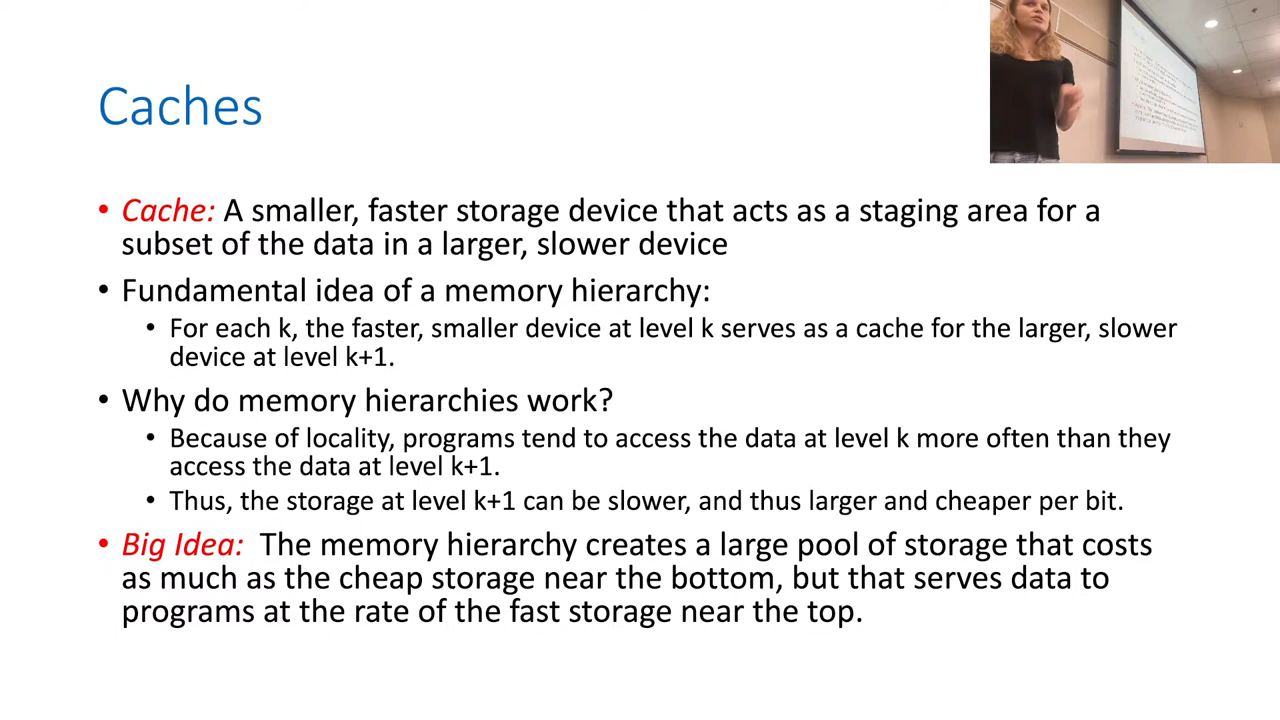 Caches
• Cache: A smaller, faster storage device that acts as a staging area for a
subset of the data in a larger, slower device
• Fundamental idea of a memory hierarchy:
• For each k, the faster, smaller device at level k serves as a cache for the larger, slower
device at level k+1.
• Why do memory hierarchies work?
• Because of locality, programs tend to access the data at level k more often than they
access the data at level k+1.
• Thus, the storage at level k+1 can be slower, and thus larger and cheaper per bit.
• Big Idea:  The memory hierarchy creates a large pool of storage that costs
as much as the cheap storage near the bottom, but that serves data to
programs at the rate of the fast storage near the top.